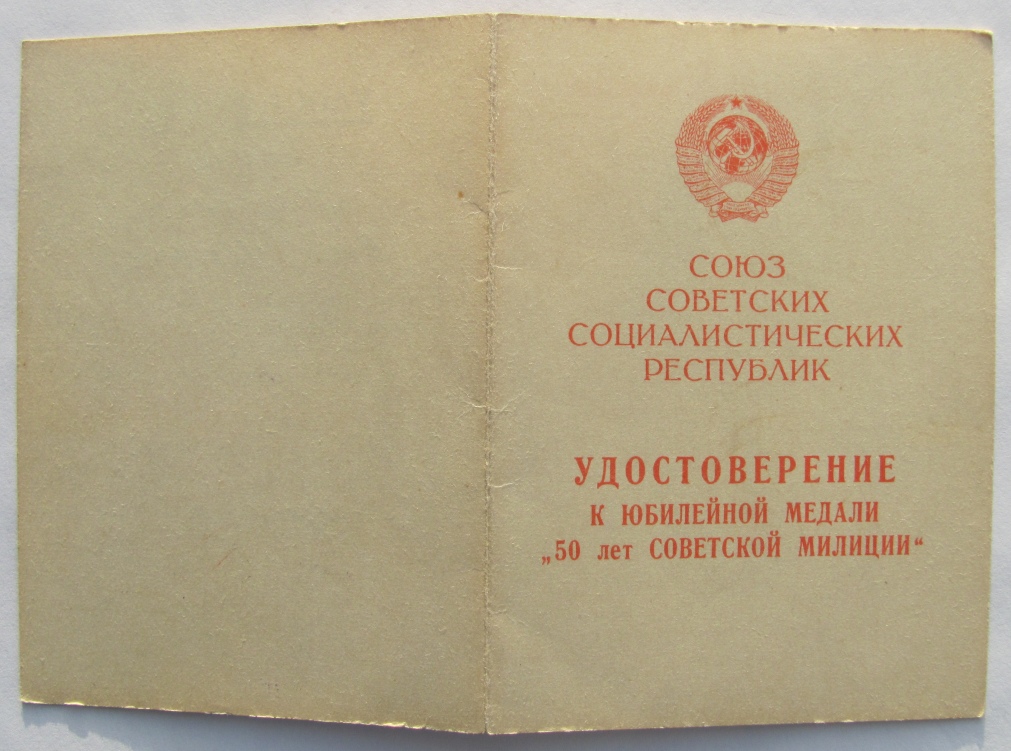 СОЮЗ
СОВЕТСКИХ
СОЦИАЛИСТИЧЕСКИХ
РЕСПУБЛИК
УДОСТОВЕРЕНИЕ
К ЮБИЛЕЙНОЙ МЕДАЛИ
„50 лет СОВЕТСКОЙ МИЛИЦИИ“